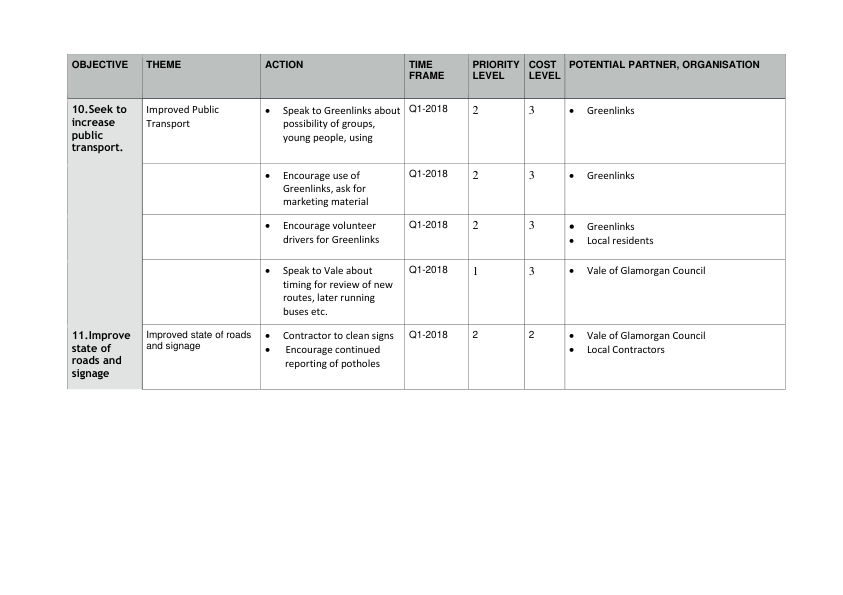 OBJECTIVE THEME ACTION TIME FRAME PRIORITY LEVEL COST LEVEL POTENTIAL PARTNER, ORGANISATION
10.Seek to
increase
public
transport.
Improved Public
Transport
• Speak to Greenlinks about
possibility of groups,
young people, using
Q1-2018
2
3
• Greenlinks
• Encourage use of
Greenlinks, ask for
marketing material
Q1-2018
2
3
• Greenlinks
• Encourage volunteer
drivers for Greenlinks
Q1-2018
2
3
• Greenlinks
• Local residents
• Speak to Vale about
timing for review of new
routes, later running
buses etc.
Q1-2018
1
3
• Vale of Glamorgan Council
11.Improve
state of
roads and
signage
Improved state of roads
and signage
• Contractor to clean signs
• Encourage continued
reporting of potholes
Q1-2018
2
2
• Vale of Glamorgan Council
• Local Contractors